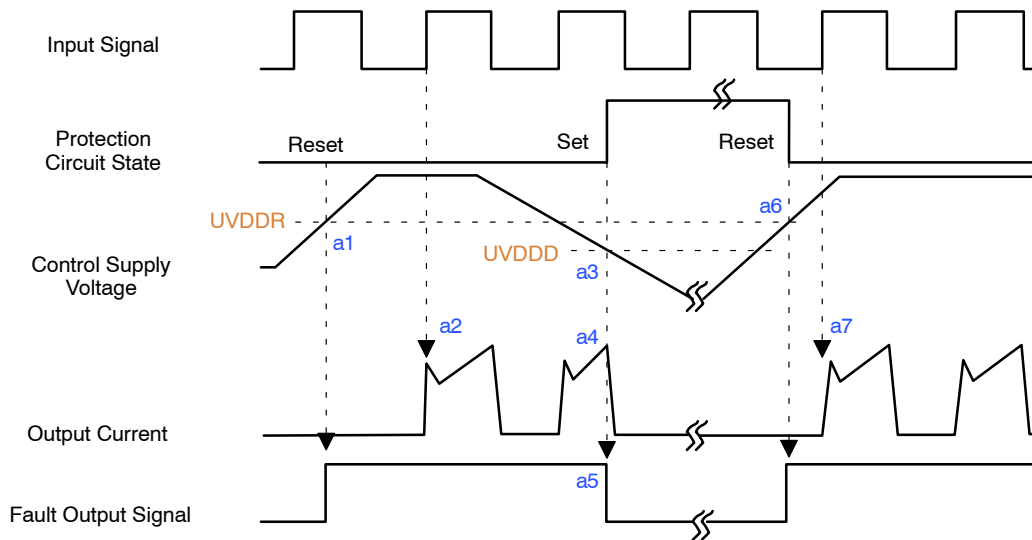 Input Signal
Protection
Circuit State
Reset
Set
Reset
UVDDR
a1
a6
UVDDD
a3
Control Supply
Voltage
a2
a4
a7
Output Current
a5
Fault Output Signal